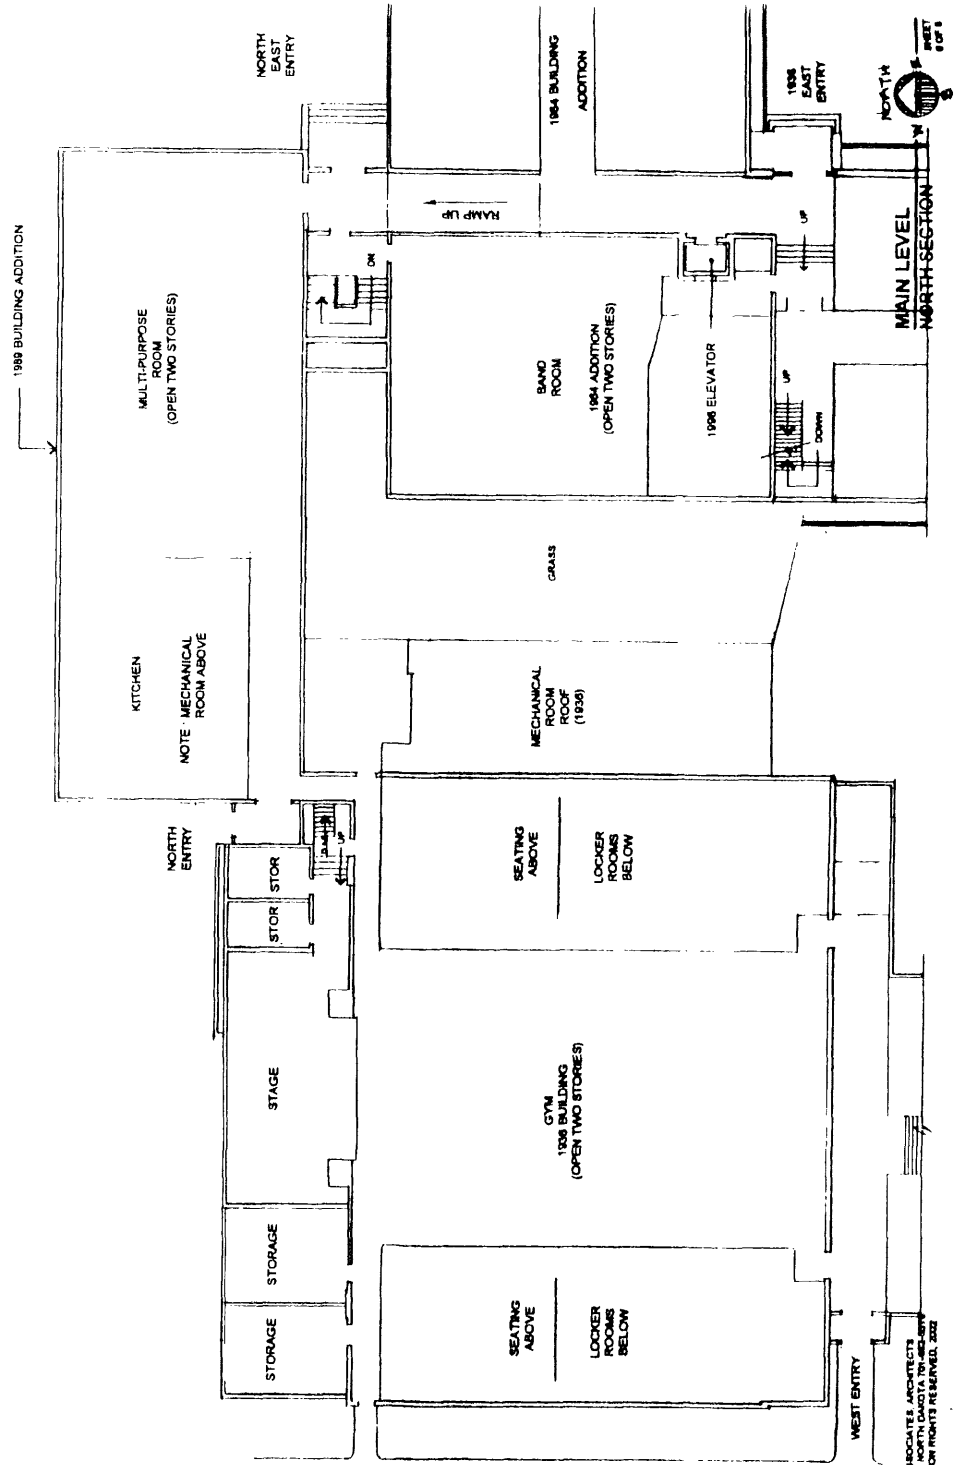 1989 BUILDING ADDITION
NORTH
EAST
ENTRY
MULTI-PURPOSE
ROOM
(OPEN TWO STORIES)
KITCHEN
NOTE - MECHANICAL
ROOM ABOVE
NORTH
ENTRY
STOR
STOR
STAGE
STORAGE
STORAGE
UP
DN
RAMP UP
1964 BUILDING
ADDITION
1936
EAST
ENTRY
BAND
ROOM
1964 ADDITION
(OPEN TWO STORIES)
1996 ELEVATOR
UP
UP
DOWN
GRASS
MECHANICAL
ROOM
ROOF
(1936)
SEATING
ABOVE
LOCKER
ROOMS
BELOW
GYM
1936 BUILDING
(OPEN TWO STORIES)
SEATING
ABOVE
LOCKER
ROOMS
BELOW
WEST ENTRY
MAIN LEVEL
NORTH SECTION
NORTH
SHEET
OF
ARCHITECTS
NORTH DAKOTA
ON RIGHTS RESERVED, 2002